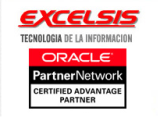 EXCELSIS
TECNOLOGIA DE LA INFORMACION
ORACLE
PartnerNetwork
CERTIFIED ADVANTAGE
PARTNER